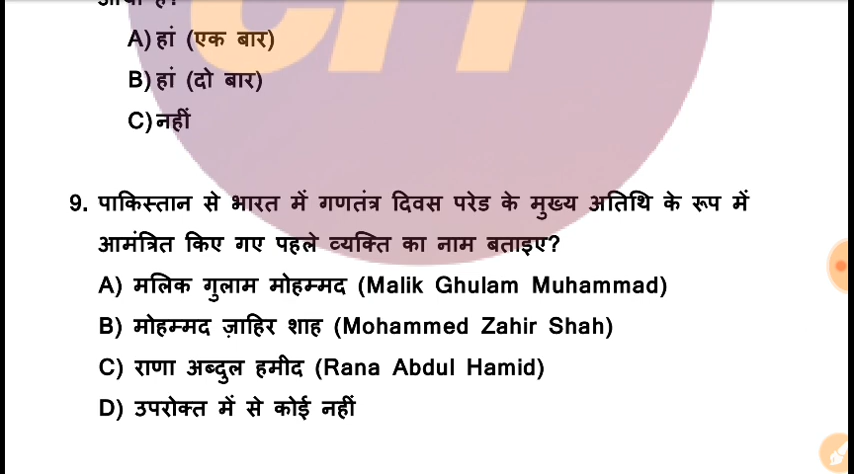 A) हां (एक बार)
B) हां (दो बार)
C) नहीं
9. पाकिस्तान से भारत में गणतंत्र दिवस परेड के मुख्य अतिथि के रूप में
आमंत्रित किए गए पहले व्यक्ति का नाम बताइए?
A) मलिक गुलाम मोहम्मद (Malik Ghulam Muhammad)
B) मोहम्मद ज़ाहिर शाह (Mohammed Zahir Shah)
C) राणा अब्दुल हमीद (Rana Abdul Hamid)
D) उपरोक्त में से कोई नहीं